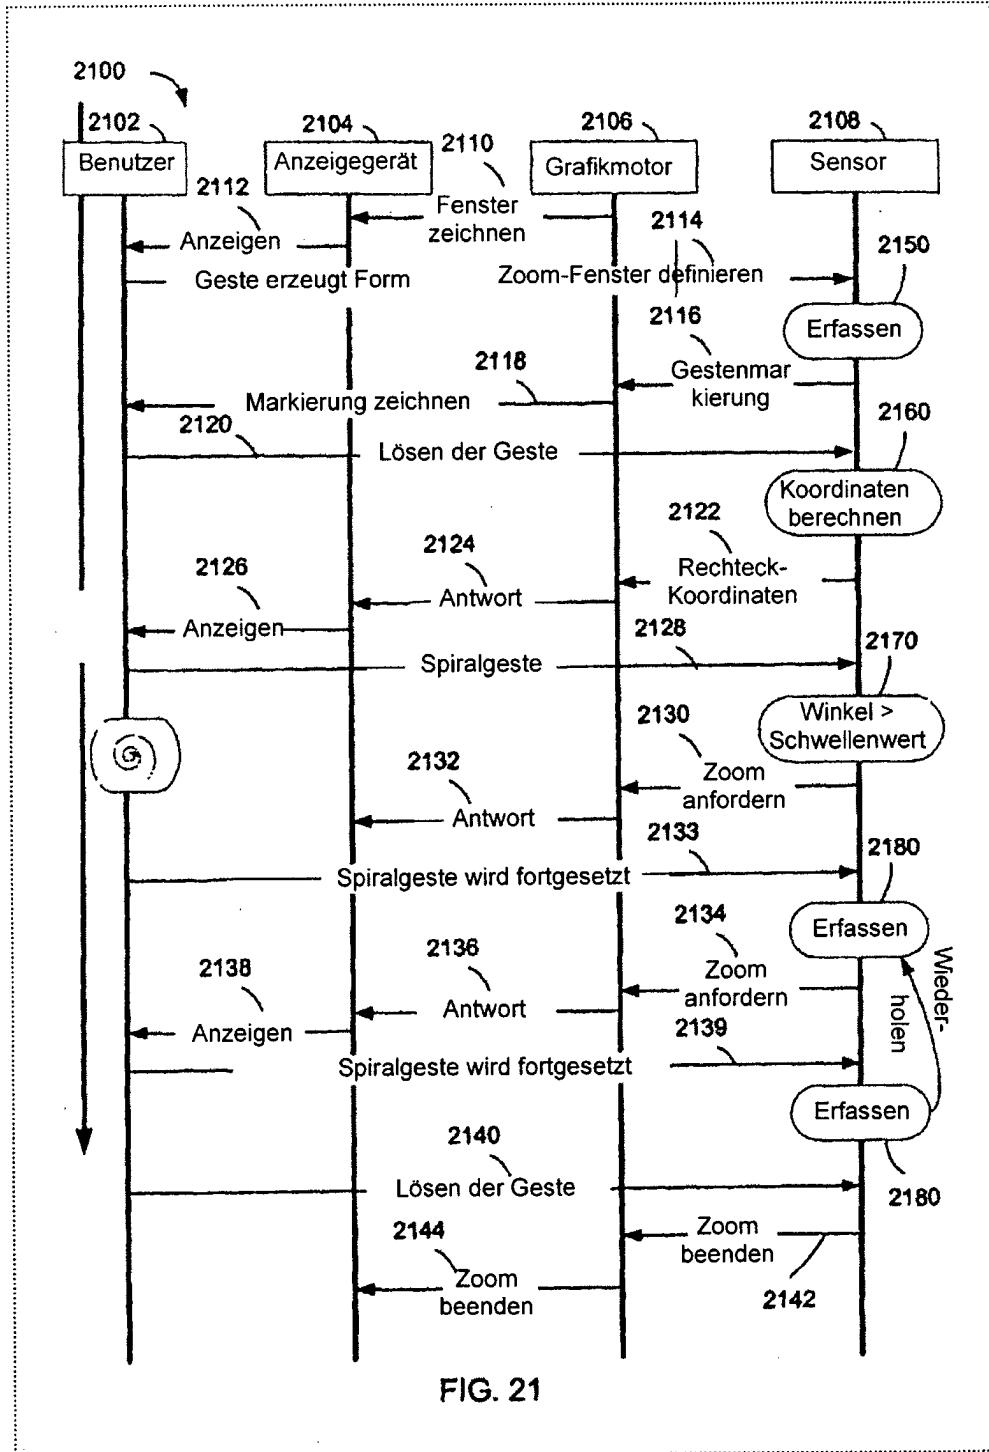 2100
2102
2104
2106
2108
Benutzer
Anzeigegerät
Grafikmotor
Sensor
2110
2112
Fenster
zeichnen
Anzeigen
2114
Geste erzeugt Form
Zoom-Fenster definieren
2150
Erfassen
2116
Gestenmar
kierung
2118
Markierung zeichnen
2120
Lösen der Geste
2160
Koordinaten
berechnen
2122
Rechteck-
Koordinaten
2124
Antwort
2126
Anzeigen
2128
Spiralgeste
2170
Winkel >
Schwellenwert
2130
Zoom
anfordern
2132
Antwort
2133
Spiralgeste wird fortgesetzt
2180
Erfassen
2134
Zoom
anfordern
2136
Antwort
2138
Anzeigen
Wieder-
holen
2139
Spiralgeste wird fortgesetzt
Erfassen
2180
2140
Lösen der Geste
Zoom
beenden
2142
2144
Zoom
beenden
FIG. 21